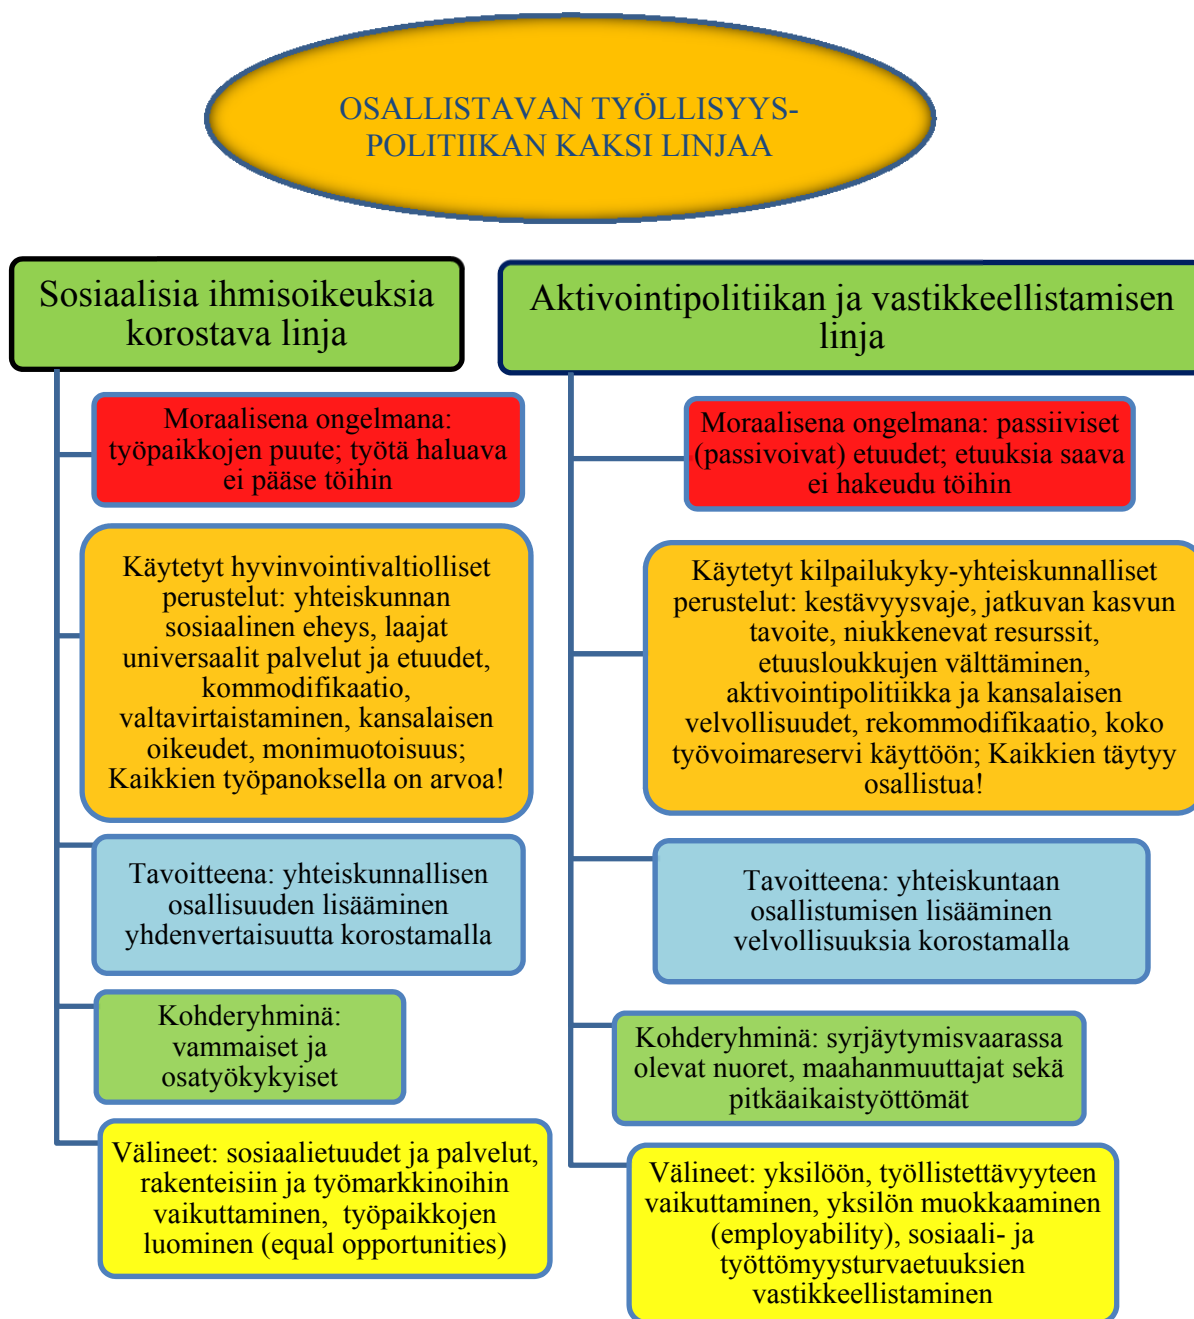 OSALLISTAVAN TYÖLLISYYS-
POLITIIKAN KAKSI LINJAA
Sosiaalisia ihmisoikeuksia
korostava linja
Moraalisena ongelmana:
työpaikkojen puute; työtä haluava
ei pääse töihin
Käytetyt hyvinvointivaltiolliset
perustelut: yhteiskunnan
sosiaalinen eheys, laajat
universaalit palvelut ja etuudet,
kommodifikaatio,
valtavirtaistaminen, kansalaisen
oikeudet, monimuotoisuus;
Kaikkien työpanoksella on arvoa!
Tavoitteena: yhteiskunnallisen
osallisuuden lisääminen
yhdenvertaisuutta korostamalla
Kohderyhminä:
vammaiset ja
osatyökykyiset
Välineet: sosiaalietuudet ja palvelut,
rakenteisiin ja työmarkkinoihin
vaikuttaminen, työpaikkojen
luominen (equal opportunities)
Aktivointipolitiikan ja vastikkeellistamisen
linja
Moraalisena ongelmana: passiiviset
(passivoivat) etuudet; etuuksia saava
ei hakeudu töihin
Käytetyt kilpailukyky-yhteiskunnalliset
perustelut: kestävyysvaje, jatkuvan kasvun
tavoite, niukkenevat resurssit,
etuusloukkujen välttäminen,
aktivointipolitiikka ja kansalaisen
velvollisuudet, rekommodifikaatio, koko
työvoimareservi käyttöön; Kaikkien täytyy
osallistua!
Tavoitteena: yhteiskuntaan
osallistumisen lisääminen
velvollisuuksia korostamalla
Kohderyhminä: syrjäytymisvaarassa
olevat nuoret, maahanmuuttajat sekä
pitkäaikaistyöttömät
Välineet: yksilöön, työllistettävyyteen
vaikuttaminen, yksilön muokkaaminen
(employability), sosiaali- ja
työttömyysturvaetuuksien
vastikkeellistaminen